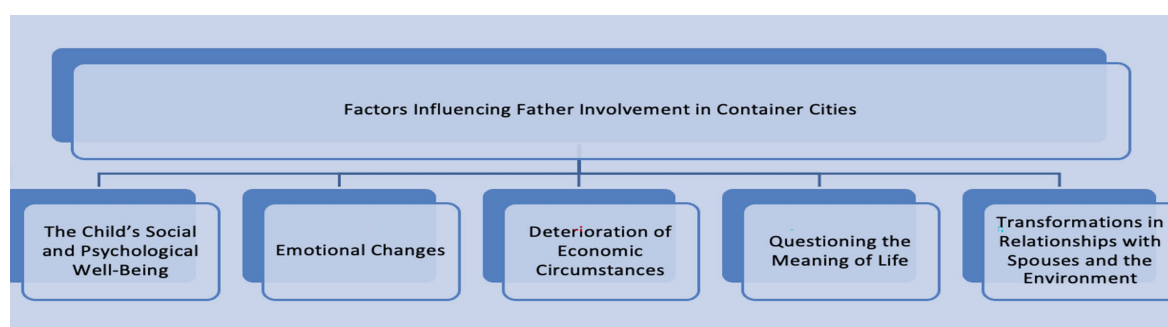 Factors Influencing Father Involvement in Container Cities
The Child’s Social
and Psychological
Well-Being
Emotional Changes
Deterioration of
Economic
Circumstances
Questioning the
Meaning of Life
Transformations in
Relationships with
Spouses and the
Environment